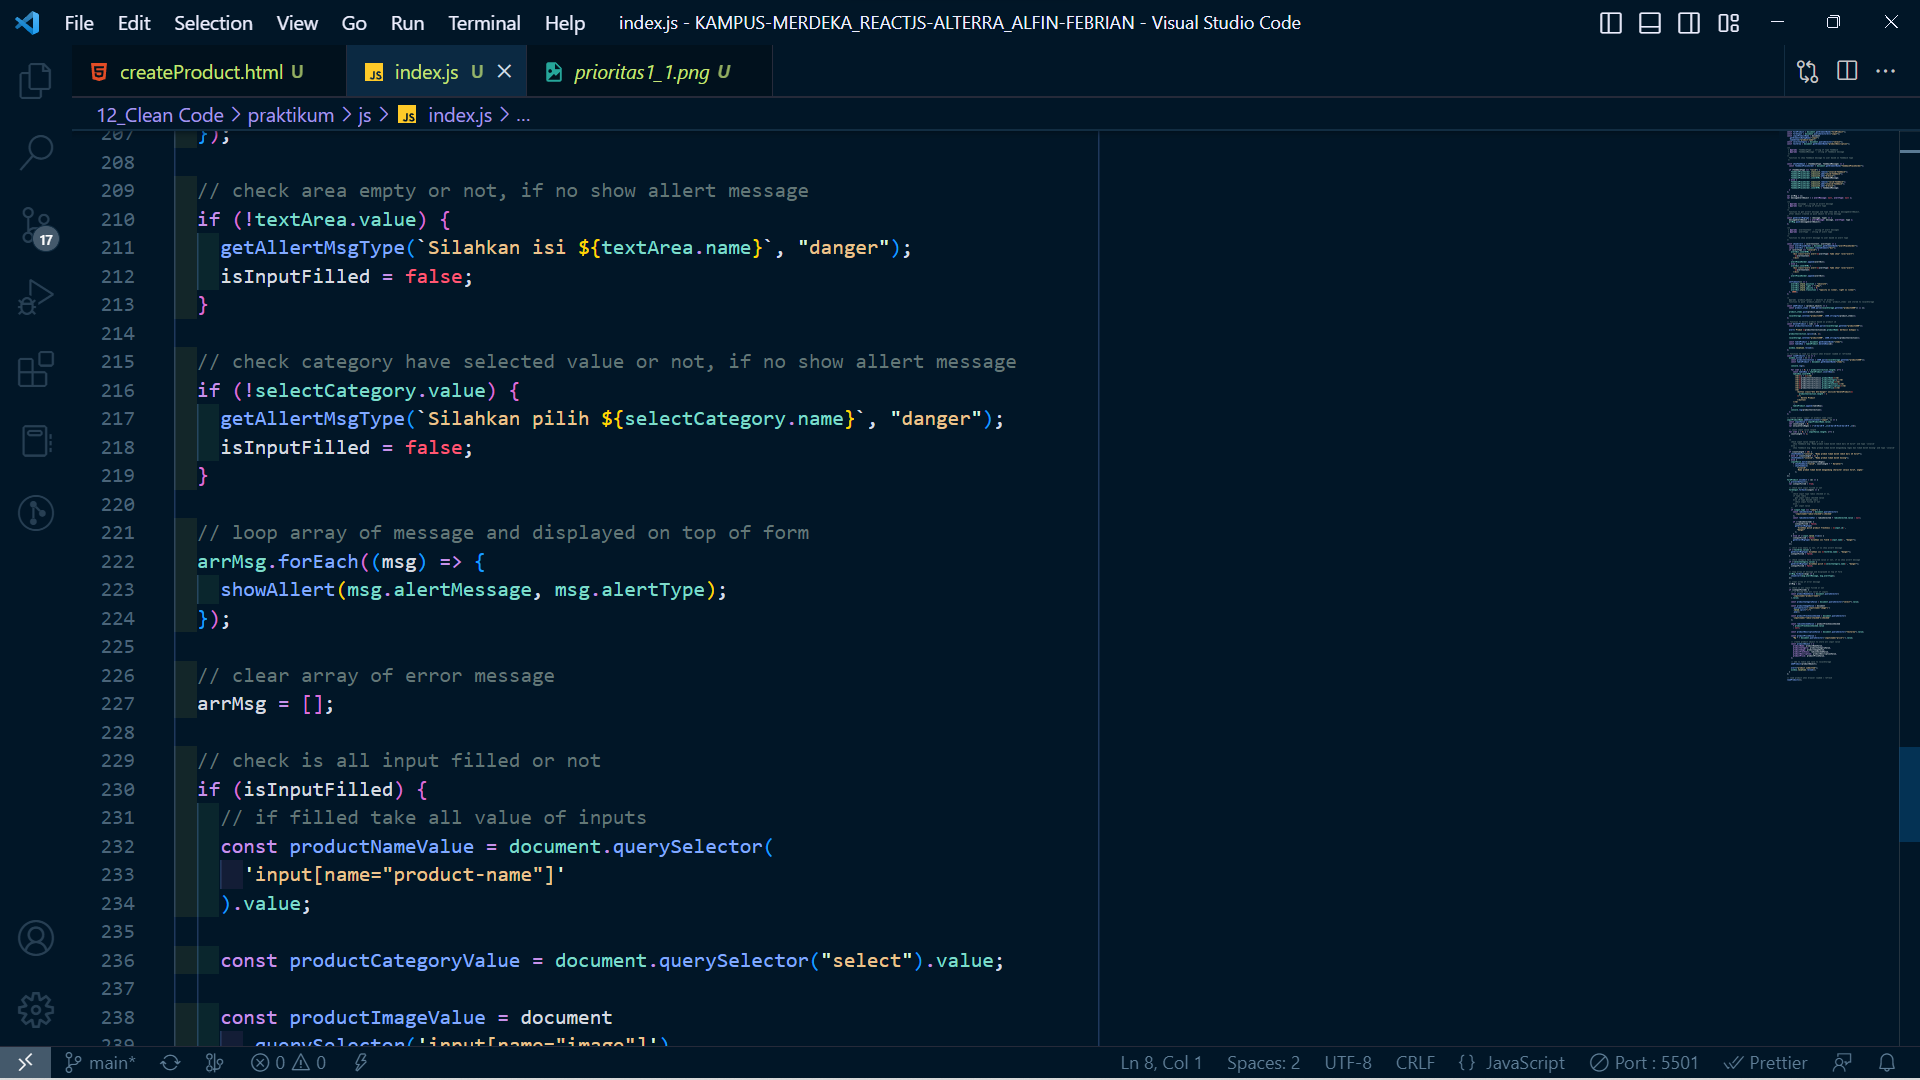 File Edit Selection View Go Run Terminal Help index.js - KAMPUS-MERDEKA_REACTJS-ALTERRA_ALFIN-FEBRIAN - Visual Studio Code
createProduct.html U index.js U prioritas1_1.png U
12_Clean Code > praktikum > js > JS index.js > ...
207 });
208
209 // check area empty or not, if no show allert message
210 if (!textArea.value) {
211 getAllertMsgType(`Silahkan isi ${textArea.name}`, "danger");
212 isInputFilled = false;
213 }
214
215 // check category have selected value or not, if no show allert message
216 if (!selectCategory.value) {
217 getAllertMsgType(`Silahkan pilih ${selectCategory.name}`, "danger");
218 isInputFilled = false;
219 }
220
221 // loop array of message and displayed on top of form
222 arrMsg.forEach((msg) => {
223 showAllert(msg.alertMessage, msg.alertType);
224 });
225
226 // clear array of error message
227 arrMsg = [];
228
229 // check is all input filled or not
230 if (isInputFilled) {
231 // if filled take all value of inputs
232 const productNameValue = document.querySelector(
233 'input[name="product-name"]'
234 ).value;
235
236 const productCategoryValue = document.querySelector("select").value;
237
238 const productImageValue = document
239 .querySelector('input[name="image"]')
17
main* 0 0 Ln 8, Col 1 Spaces: 2 UTF-8 CRLF {} JavaScript Port : 5501 Prettier